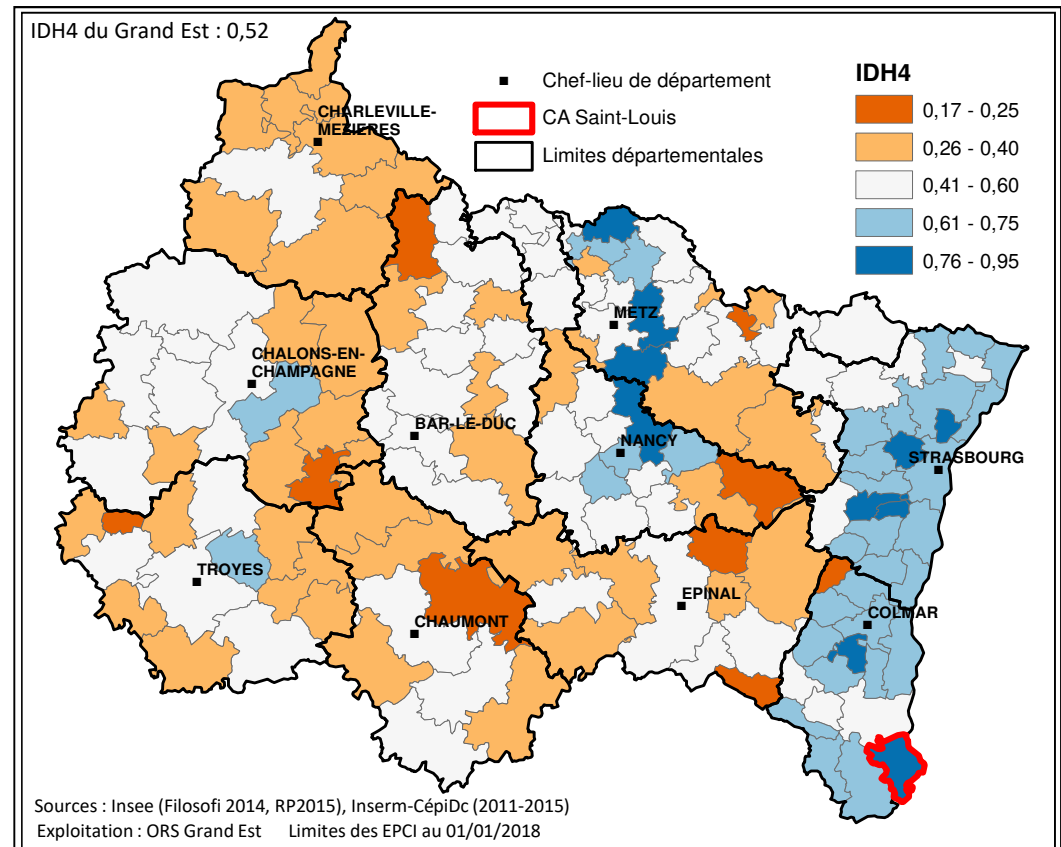 IDH4 du Grand Est : 0,52
Chef-lieu de département
CA Saint-Louis
Limites départementales
IDH4
0,17 - 0,25
0,26 - 0,40
0,41 - 0,60
0,61 - 0,75
0,76 - 0,95
CHARLEVILLE-
MEZIERES
METZ
CHALONS-EN-
CHAMPAGNE
BAR-LE-DUC
NANCY
STRASBOURG
TROYES
EPINAL
CHAUMONT
COLMAR
Sources : Insee (Filosofi 2014, RP2015), Inserm-CépiDc (2011-2015)
Exploitation : ORS Grand Est Limites des EPCI au 01/01/2018